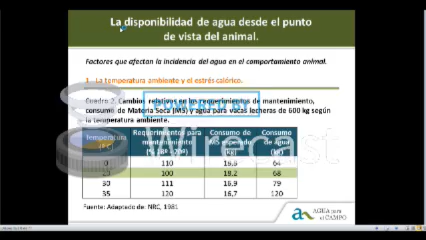 La disponibilidad de agua desde el punto
de vista del animal.
Factores que afectan la incidencia del agua en el comportamiento animal.
1.- La temperatura ambiente y el estrés calórico.
Cuadro 2. Cambios relativos en los requerimientos de mantenimiento,
consumo de Materia Seca (MS) y agua para vacas lecheras de 600 kg según
la temperatura ambiente.
Temperatura Requerimientos para mantenimiento Consumo de MS esperado (kg) Consumo de agua (kg)
0 110 64
20 100 18,2 68
30 111 16,9 79
35 120 16,7 120
Fuente: Adaptado de: NRC, 1981
AGUA para
el CAMPO
Wirecast